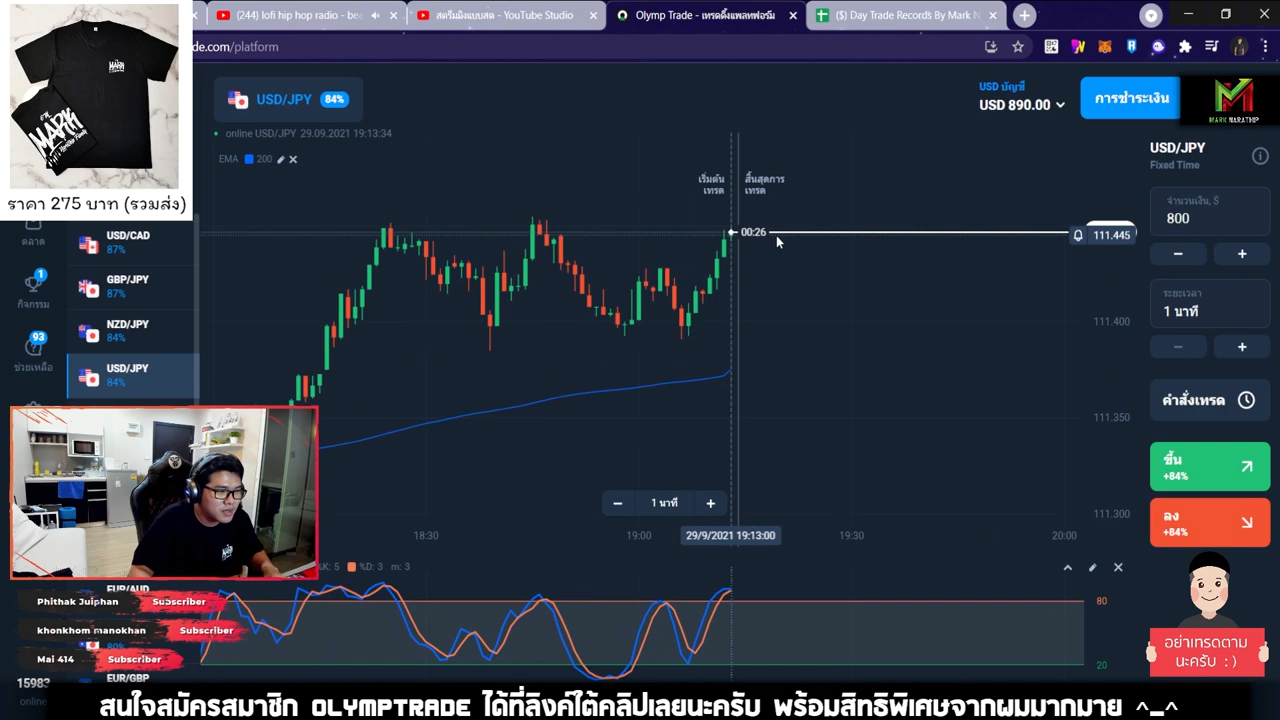 (244) lofi hip hop radio - bea
สตรีมมิงแบบสด - YouTube Studio
Olymp Trade - เทรดดิ้งแพลทฟอร์ม
($) Day Trade Records By Mark N
de.com/platform
MARK
ราคา 275 บาท (รวมส่ง)
USD/JPY 84%
USD บัญชี
USD 890.00
การชำระเงิน
MARK NARATHIP
online USD/JPY 29.09.2021 19:13:34
EMA 200
เริ่มต้น
เทรด
สิ้นสุดการ
เทรด
00:26
111.445
111.400
111.350
111.300
ตลาด
1
กิจกรรม
93
ช่วยเหลือ
USD/CAD
87%
GBP/JPY
87%
NZD/JPY
84%
USD/JPY
84%
USD/JPY
Fixed Time
จำนวนเงิน, $
800
ระยะเวลา
1 นาที
คำสั่งเทรด
ขึ้น
+84%
ลง
+84%
1 นาที
18:30
19:00
29/9/2021 19:13:00
19:30
20:00
%K: 5 %D: 3 m: 3
80
20
EUR/AUD
Phithak Juiphan Subscriber
khonkhom manokhan Subscriber
Mai 414 Subscriber
EUR/GBP
15983
online
อย่าเทรดตาม
นะครับ : )
สนใจสมัครสมาชิก OLYMPTRADE ได้ที่ลิงค์ใต้คลิปเลยนะครับ พร้อมสิทธิพิเศษจากผมมากมาย ^_^